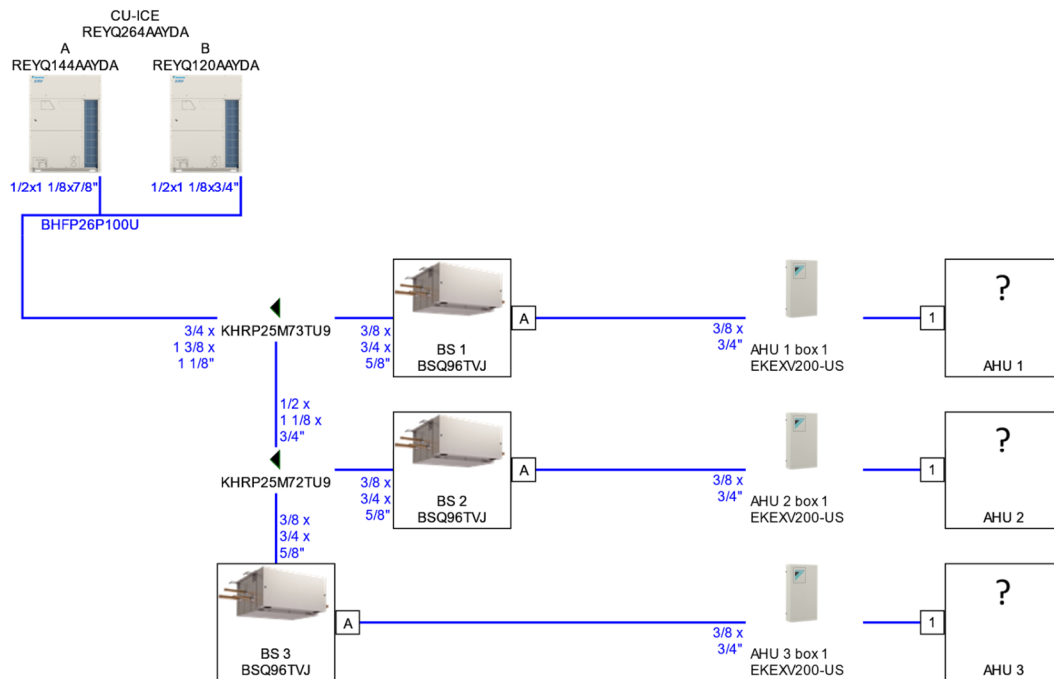 CU-ICE
REYQ264AAYDA
A
REYQ144AAYDA
B
REYQ120AAYDA
1/2x1 1/8x7/8"
1/2x1 1/8x3/4"
BHFP26P100U
3/4 x
1 3/8 x
1 1/8"
KHRP25M73TU9
3/8 x
3/4 x
5/8"
BS 1
BSQ96TVJ
A
3/8 x
3/4"
AHU 1 box 1
EKEXV200-US
1
?
AHU 1
1/2 x
1 1/8 x
3/4"
KHRP25M72TU9
3/8 x
3/4 x
5/8"
BS 2
BSQ96TVJ
A
3/8 x
3/4"
AHU 2 box 1
EKEXV200-US
1
?
AHU 2
3/8 x
3/4 x
5/8"
BS 3
BSQ96TVJ
A
3/8 x
3/4"
AHU 3 box 1
EKEXV200-US
1
?
AHU 3